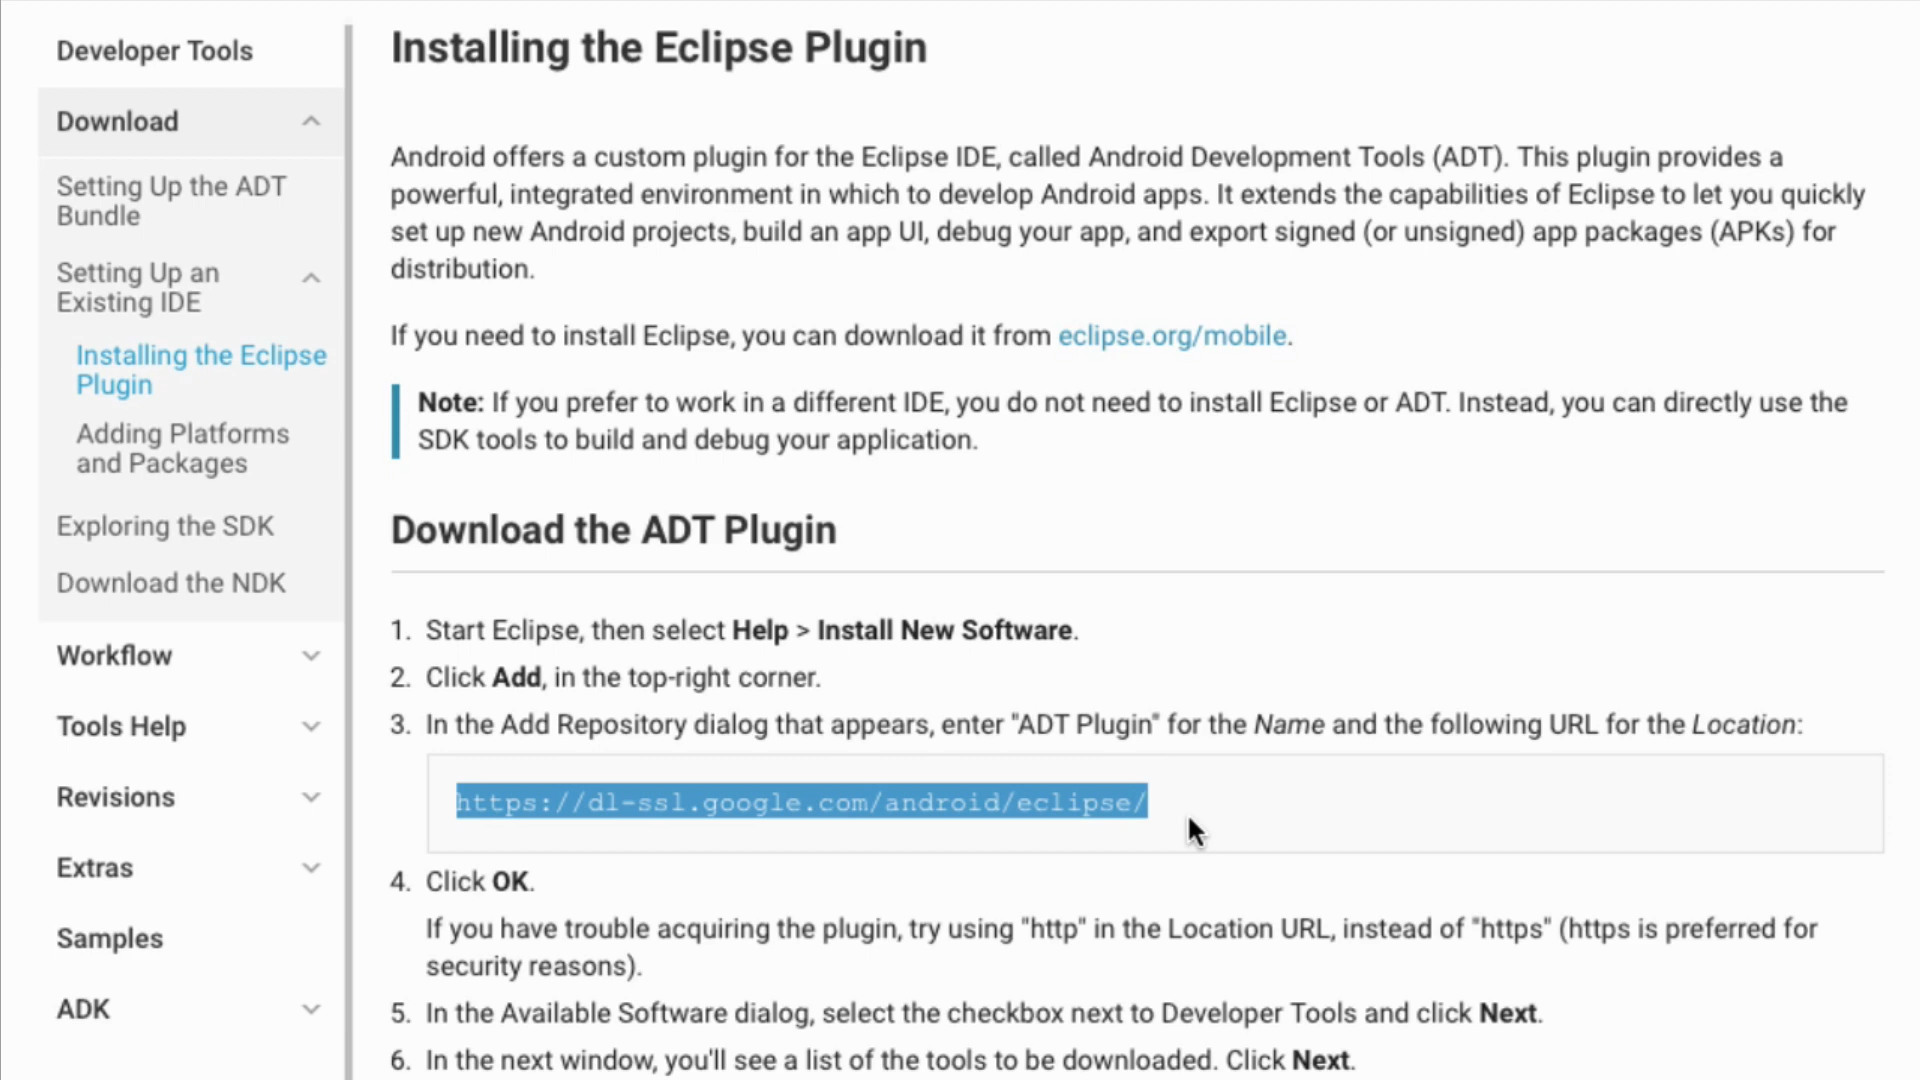 Developer Tools
Download
Setting Up the ADT
Bundle
Setting Up an
Existing IDE
Installing the Eclipse
Plugin
Adding Platforms
and Packages
Exploring the SDK
Download the NDK
Workflow
Tools Help
Revisions
Extras
Samples
ADK
Installing the Eclipse Plugin
Android offers a custom plugin for the Eclipse IDE, called Android Development Tools (ADT). This plugin provides a
powerful, integrated environment in which to develop Android apps. It extends the capabilities of Eclipse to let you quickly
set up new Android projects, build an app UI, debug your app, and export signed (or unsigned) app packages (APKs) for
distribution.
If you need to install Eclipse, you can download it from eclipse.org/mobile.
Note: If you prefer to work in a different IDE, you do not need to install Eclipse or ADT. Instead, you can directly use the
SDK tools to build and debug your application.
Download the ADT Plugin
1. Start Eclipse, then select Help > Install New Software.
2. Click Add, in the top-right corner.
3. In the Add Repository dialog that appears, enter "ADT Plugin" for the Name and the following URL for the Location:
https://dl-ssl.google.com/android/eclipse/
4. Click OK.
If you have trouble acquiring the plugin, try using "http" in the Location URL, instead of "https" (https is preferred for
security reasons).
5. In the Available Software dialog, select the checkbox next to Developer Tools and click Next.
6. In the next window, you'll see a list of the tools to be downloaded. Click Next.